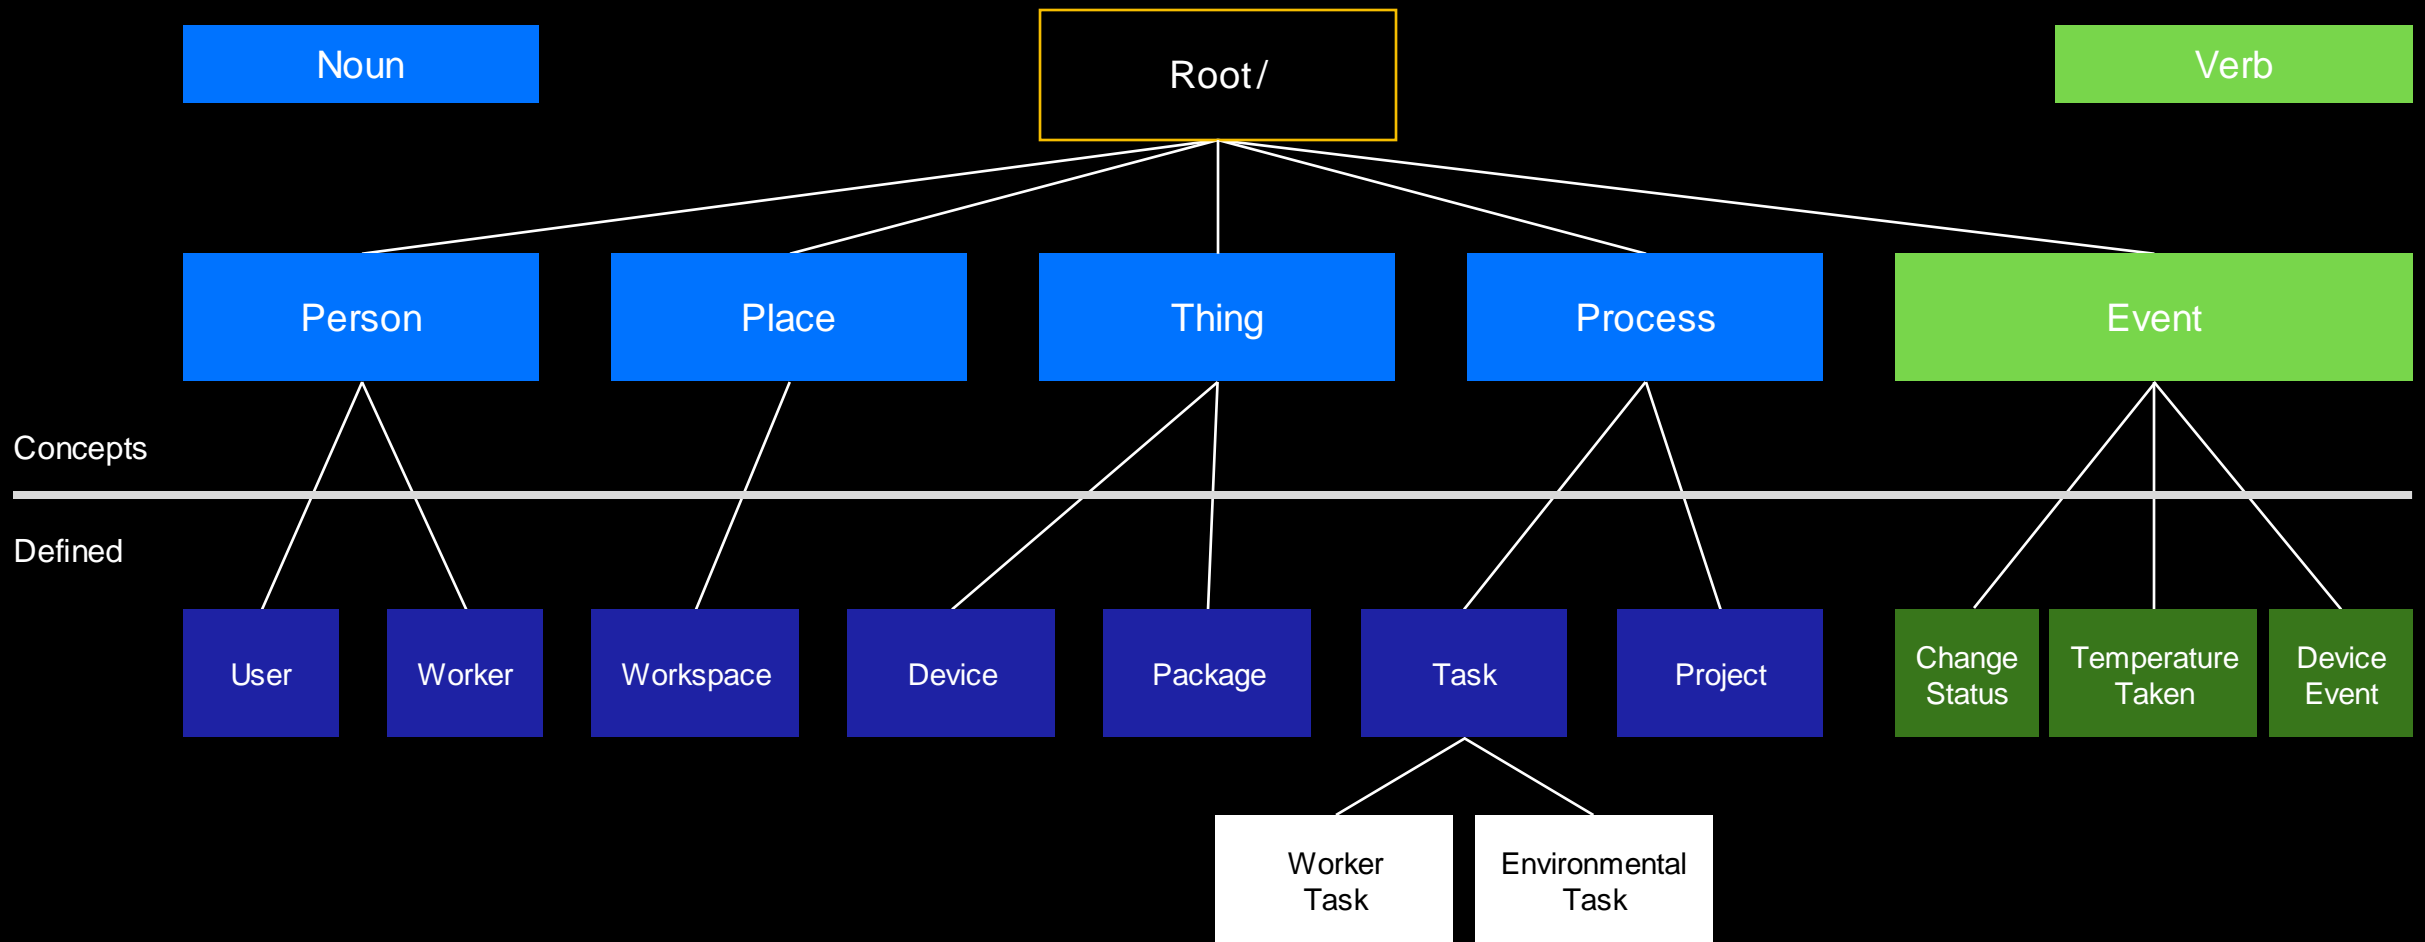 Noun
Root/
Verb
Person
Place
Thing
Process
Event
Concepts
Defined
User
Worker
Workspace
Device
Package
Task
Project
Change
Status
Temperature
Taken
Device
Event
Worker
Task
Environmental
Task